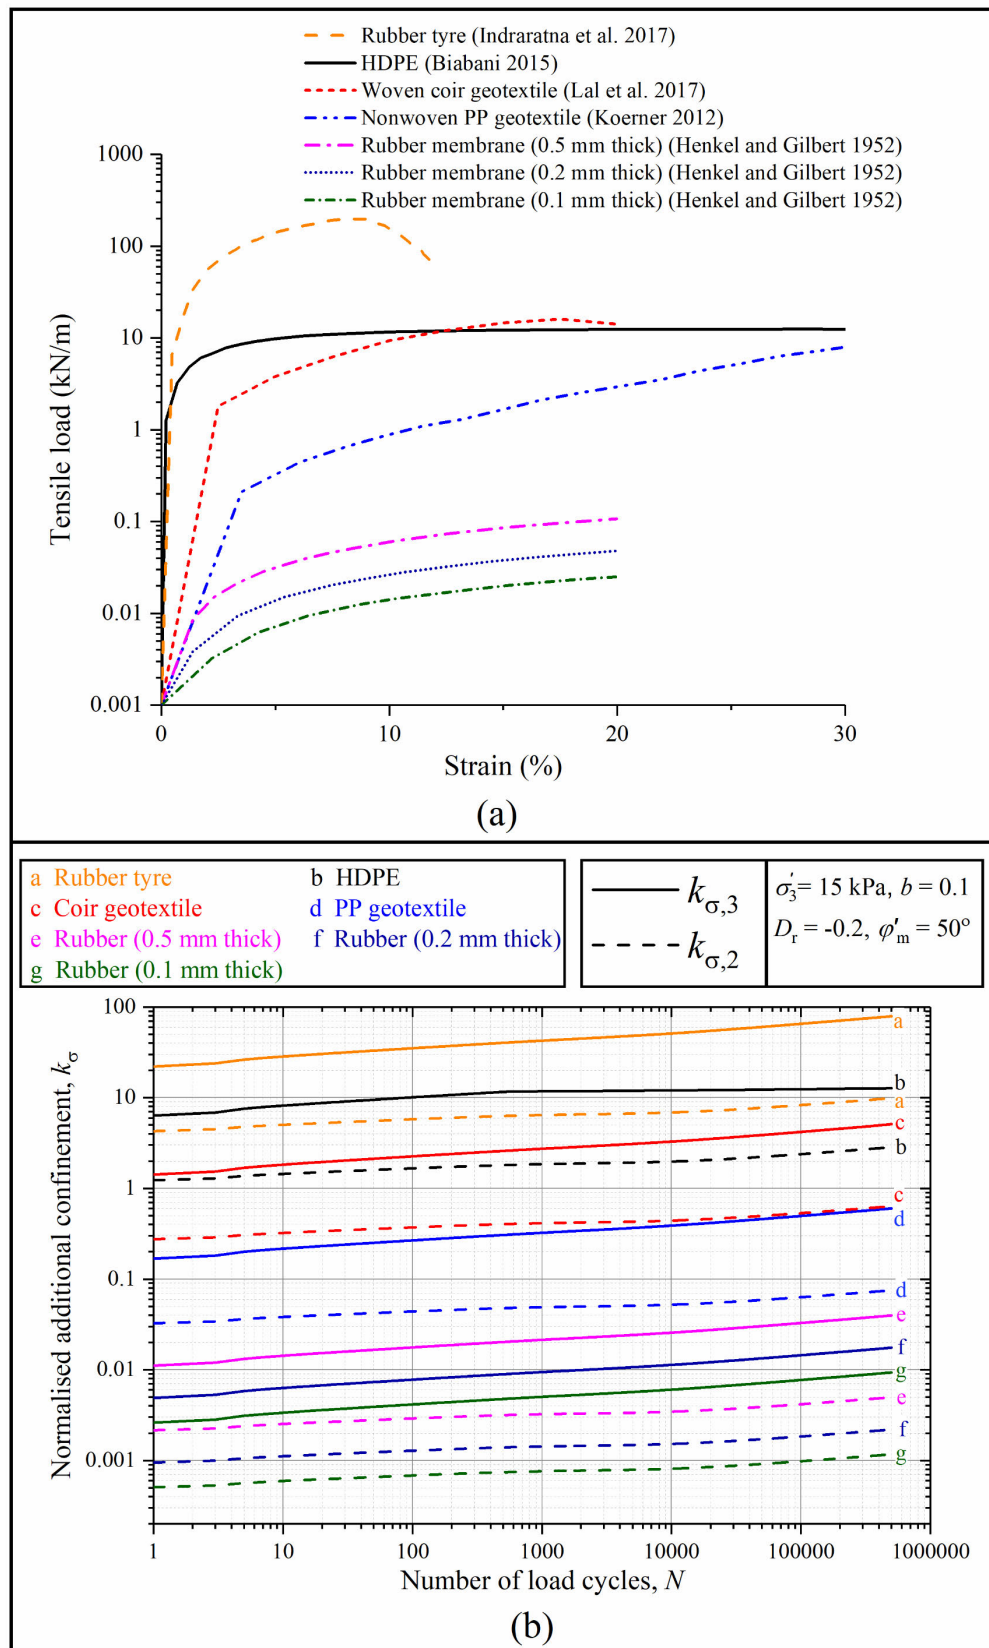 Rubber tyre (Indraratna et al. 2017)
HDPE (Biabani 2015)
Woven coir geotextile (Lal et al. 2017)
Nonwoven PP geotextile (Koerner 2012)
Rubber membrane (0.5 mm thick) (Henkel and Gilbert 1952)
Rubber membrane (0.2 mm thick) (Henkel and Gilbert 1952)
Rubber membrane (0.1 mm thick) (Henkel and Gilbert 1952)
1000
100
10
1
0.1
0.01
0.001
Tensile load (kN/m)
0 10 20 30
Strain (%)
(a)
a Rubber tyre
b HDPE
c Coir geotextile
d PP geotextile
e Rubber (0.5 mm thick)
f Rubber (0.2 mm thick)
g Rubber (0.1 mm thick)
kσ,3
kσ,2
σ′3= 15 kPa, b = 0.1
Dr = -0.2, φ′m = 50°
100
10
1
0.1
0.01
0.001
Normalised additional confinement, kσ
a
b
a
c
b
c
d
d
e
f
g
e
f
g
1 10 100 1000 10000 100000 1000000
Number of load cycles, N
(b)